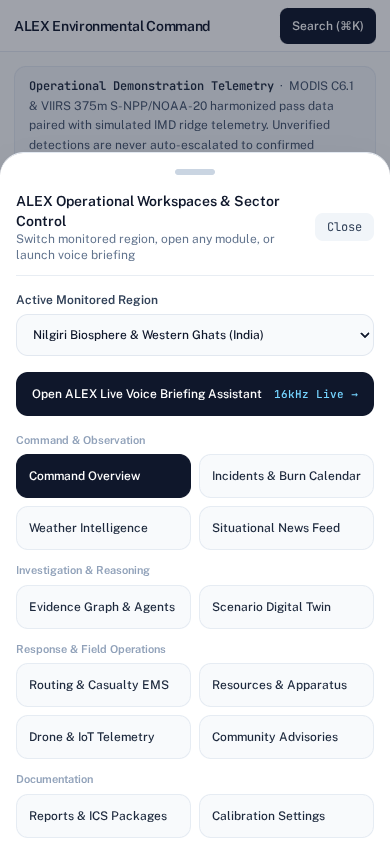 ALEX Environmental Command
Search (⌘K)
Operational Demonstration Telemetry · MODIS C6.1
& VIIRS 375m S-NPP/NOAA-20 harmonized pass data
paired with simulated IMD ridge telemetry. Unverified
detections are never auto-escalated to confirmed
ALEX Operational Workspaces & Sector
Control
Switch monitored region, open any module, or
launch voice briefing
Close
Active Monitored Region
Nilgiri Biosphere & Western Ghats (India)
Open ALEX Live Voice Briefing Assistant 16kHz Live →
Command & Observation
Command Overview
Incidents & Burn Calendar
Weather Intelligence
Situational News Feed
Investigation & Reasoning
Evidence Graph & Agents
Scenario Digital Twin
Response & Field Operations
Routing & Casualty EMS
Resources & Apparatus
Drone & IoT Telemetry
Community Advisories
Documentation
Reports & ICS Packages
Calibration Settings